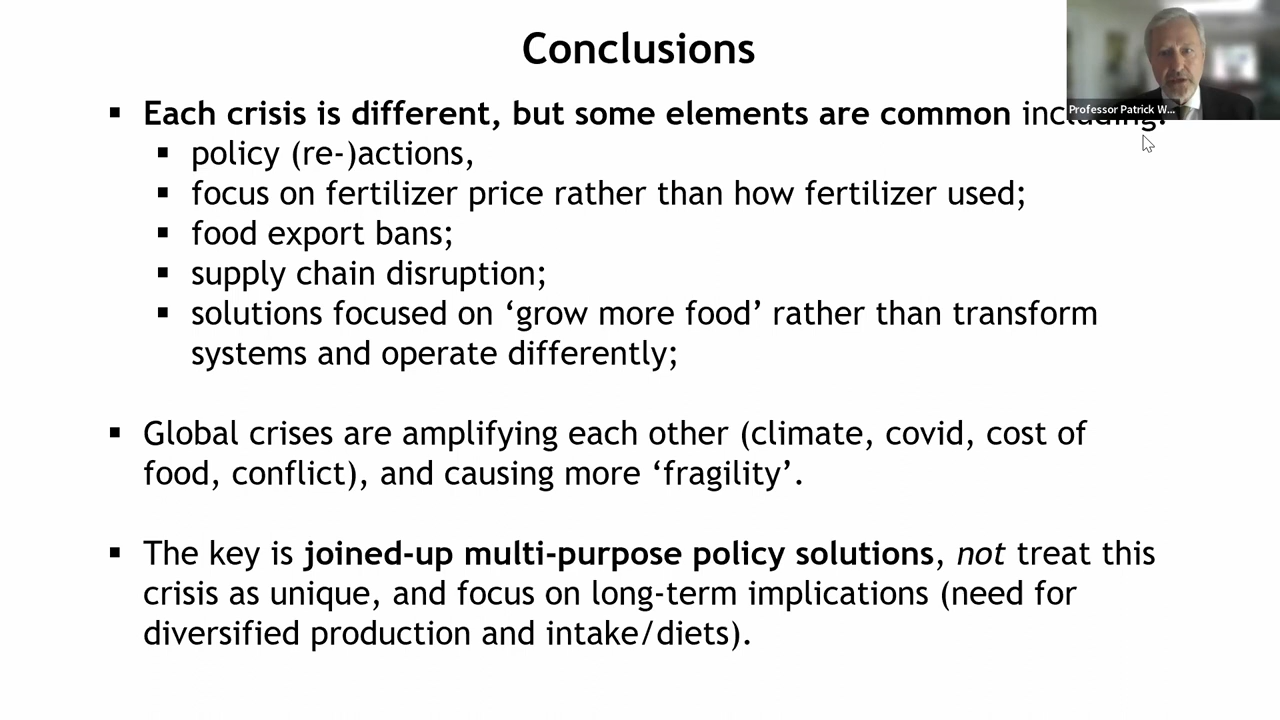 Conclusions
Professor Patrick W...
▪ Each crisis is different, but some elements are common including:
▪ policy (re-)actions,
▪ focus on fertilizer price rather than how fertilizer used;
▪ food export bans;
▪ supply chain disruption;
▪ solutions focused on ‘grow more food’ rather than transform
systems and operate differently;
▪ Global crises are amplifying each other (climate, covid, cost of
food, conflict), and causing more ‘fragility’.
▪ The key is joined-up multi-purpose policy solutions, not treat this
crisis as unique, and focus on long-term implications (need for
diversified production and intake/diets).